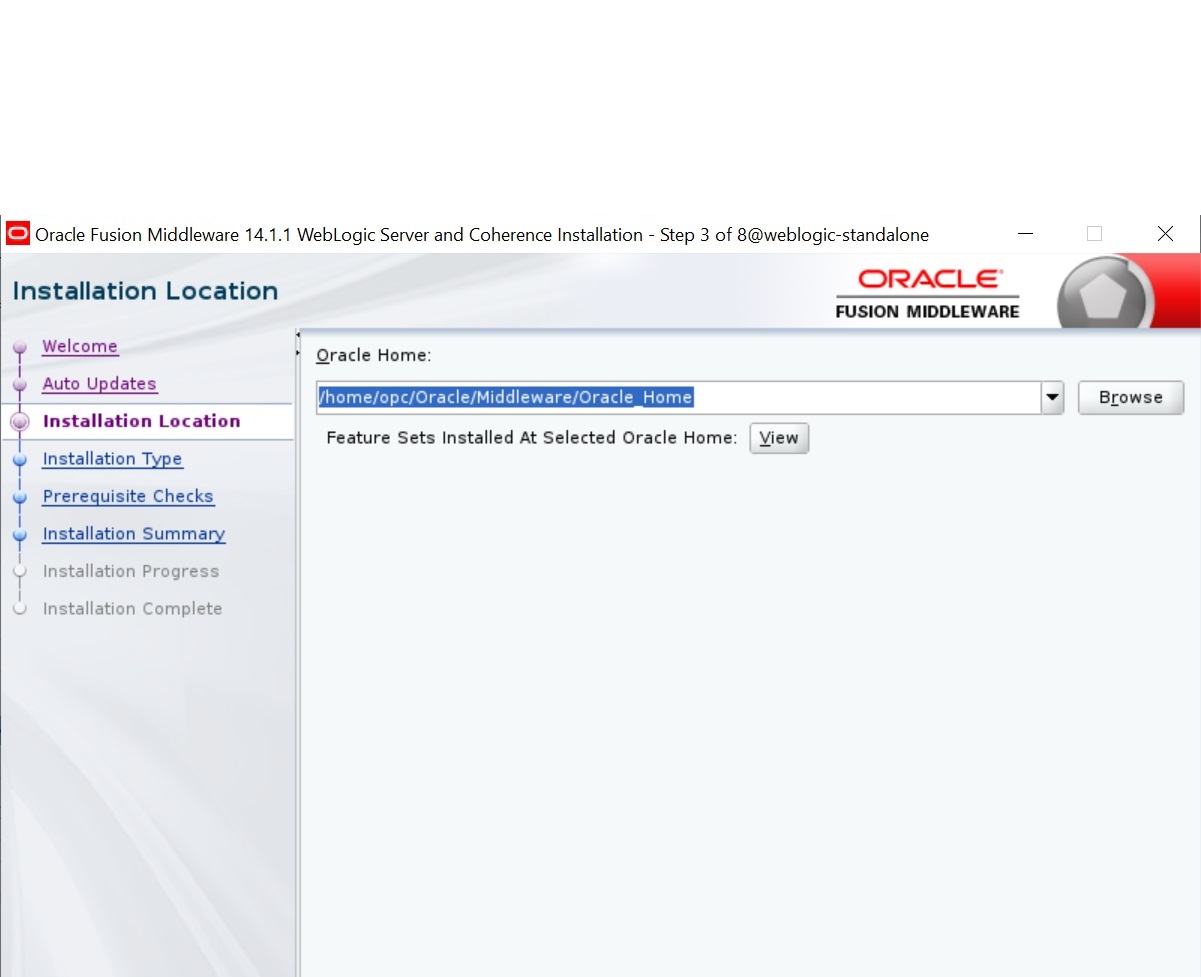 Oracle Fusion Middleware 14.1.1 WebLogic Server and Coherence Installation - Step 3 of 8@weblogic-standalone
Installation Location
ORACLE
FUSION MIDDLEWARE
Welcome
Auto Updates
Installation Location
Installation Type
Prerequisite Checks
Installation Summary
Installation Progress
Installation Complete
Oracle Home:
/home/opc/Oracle/Middleware/Oracle_Home
Browse
Feature Sets Installed At Selected Oracle Home:
View